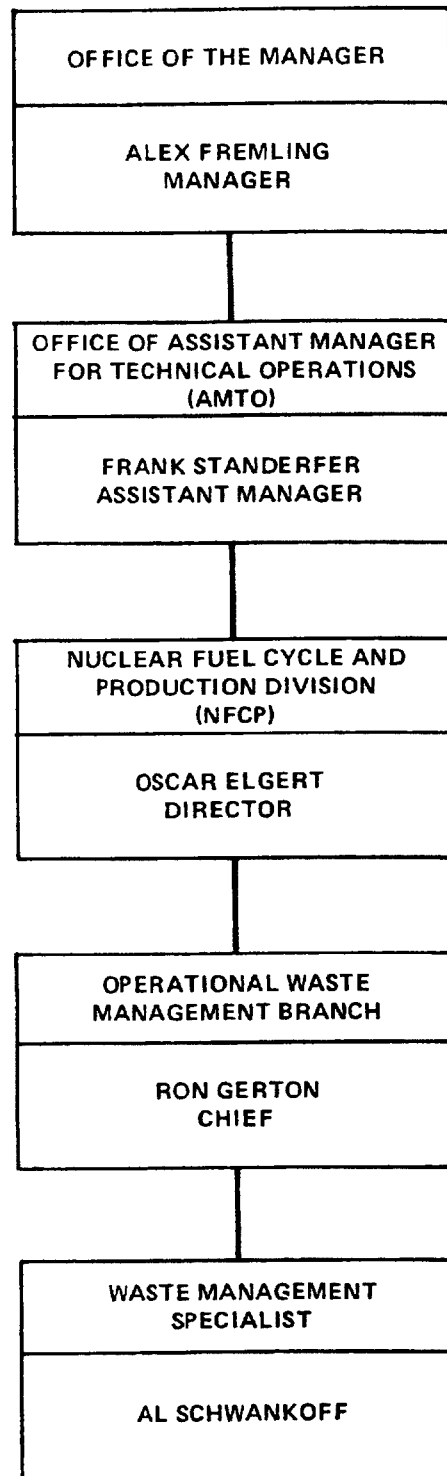 OFFICE OF THE MANAGER
ALEX FREMLING
MANAGER
OFFICE OF ASSISTANT MANAGER
FOR TECHNICAL OPERATIONS
(AMTO)
FRANK STANDERFER
ASSISTANT MANAGER
NUCLEAR FUEL CYCLE AND
PRODUCTION DIVISION
(NFCP)
OSCAR ELGERT
DIRECTOR
OPERATIONAL WASTE
MANAGEMENT BRANCH
RON GERTON
CHIEF
WASTE MANAGEMENT
SPECIALIST
AL SCHWANKOFF